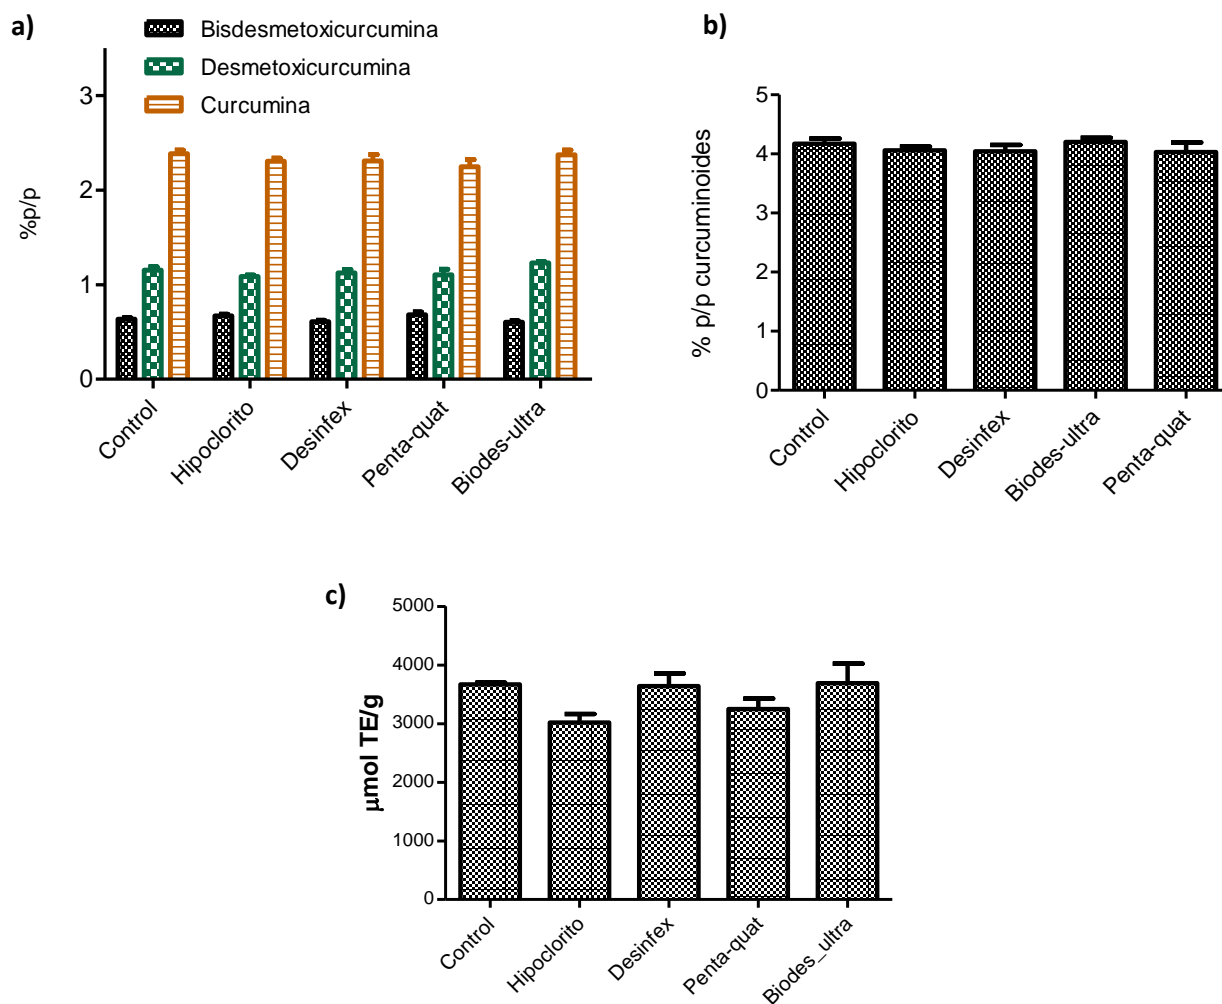 a)
Bisdesmetoxicurcumina
Desmetoxicurcumina
Curcumina
%p/p
3
2
1
0
Control
Hipoclorito
Desinfex
Penta-quat
Biodes-ultra
b)
% p/p curcuminoides
5
4
3
2
1
0
Control
Hipoclorito
Desinfex
Biodes-ultra
Penta-quat
c)
μmol TE/g
5000
4000
3000
2000
1000
0
Control
Hipoclorito
Desinfex
Penta-quat
Biodes_ultra